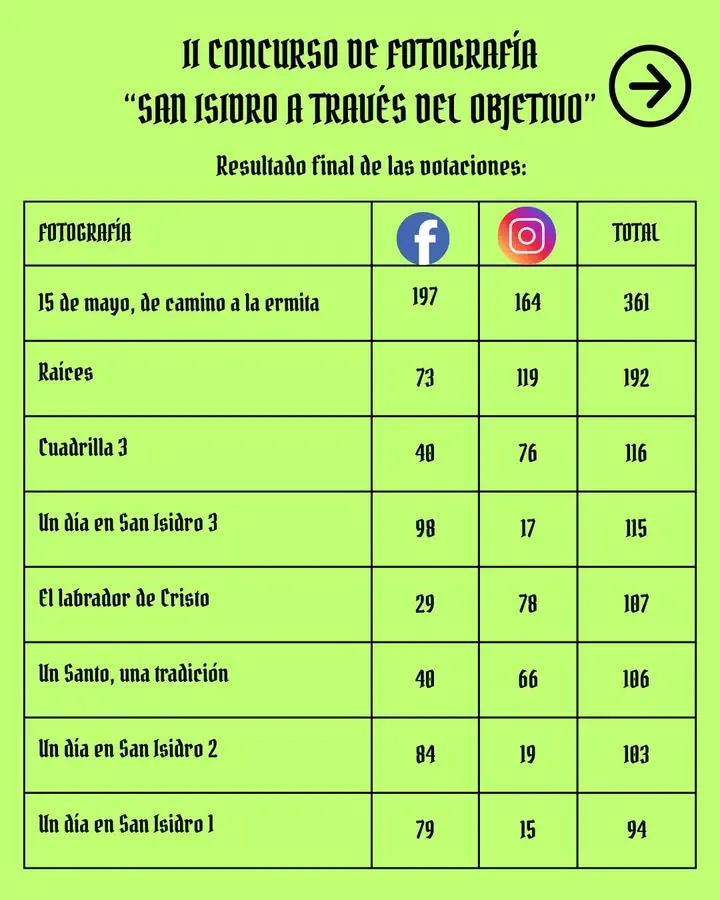 II CONCURSO DE FOTOGRAFÍA
“SAN ISIDRO A TRAVÉS DEL OBJETIVO”
Resultado final de las votaciones:
FOTOGRAFÍA TOTAL
15 de mayo, de camino a la ermita 197 164 361
Raíces 73 119 192
Cuadrilla 3 40 76 116
Un día en San Isidro 3 98 17 115
El labrador de Cristo 29 78 107
Un Santo, una tradición 40 66 106
Un día en San Isidro 2 84 19 103
Un día en San Isidro 1 79 15 94